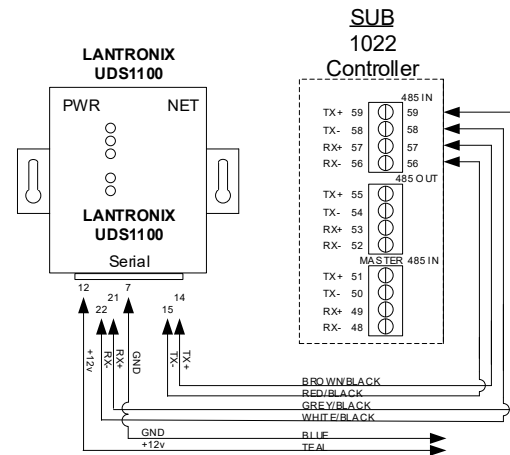 SUB
1022
Controller
LANTRONIX
UDS1100
PWR NET
LANTRONIX
UDS1100
Serial
485 IN
TX+ 59 59
TX- 58 58
RX+ 57 57
RX- 56 56
485 OUT
TX+ 55
TX- 54
RX+ 53
RX- 52
MASTER 485 IN
TX+ 51
TX- 50
RX+ 49
RX- 48
12 7
21 14
22 15
+12v
RX-
RX+
GND
TX-
TX+
BROWN/BLACK
RED/BLACK
GREY/BLACK
WHITE/BLACK
GND BLUE
+12v TEAL